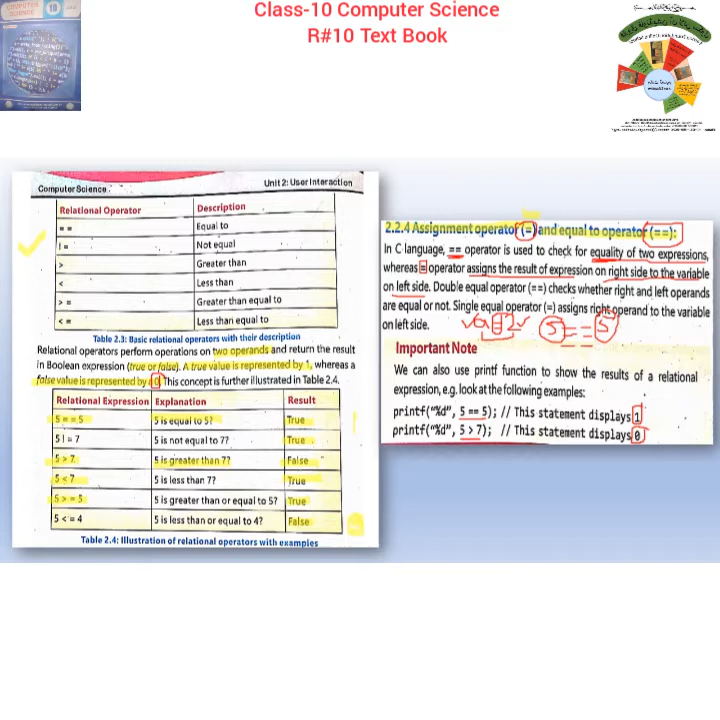 Class-10 Computer Science
R#10 Text Book
COMPUTER
SCIENCE
10
Computer Science
Unit 2: User Interaction
Relational Operator Description
= = Equal to
! = Not equal
> Greater than
< Less than
> = Greater than equal to
< = Less than equal to
Table 2.3: Basic relational operators with their description
Relational operators perform operations on two operands and return the result
in Boolean expression (true or false). A true value is represented by 1, whereas a
false value is represented by a 0. This concept is further illustrated in Table 2.4.
Relational Expression Explanation Result
5 = = 5 5 is equal to 5? True
5 ! = 7 5 is not equal to 7? True
5 > 7 5 is greater than 7? False
5 < 7 5 is less than 7? True
5 > = 5 5 is greater than or equal to 5? True
5 < = 4 5 is less than or equal to 4? False
Table 2.4: Illustration of relational operators with examples
2.2.4 Assignment operator (=) and equal to operator (==):
In C language, == operator is used to check for equality of two expressions,
whereas = operator assigns the result of expression on right side to the variable
on left side. Double equal operator (==) checks whether right and left operands
are equal or not. Single equal operator (=) assigns right operand to the variable
on left side.
a = 2 5 == 5
Important Note
We can also use printf function to show the results of a relational
expression, e.g. look at the following examples:
printf("%d", 5 == 5); // This statement displays 1
printf("%d", 5 > 7); // This statement displays 0